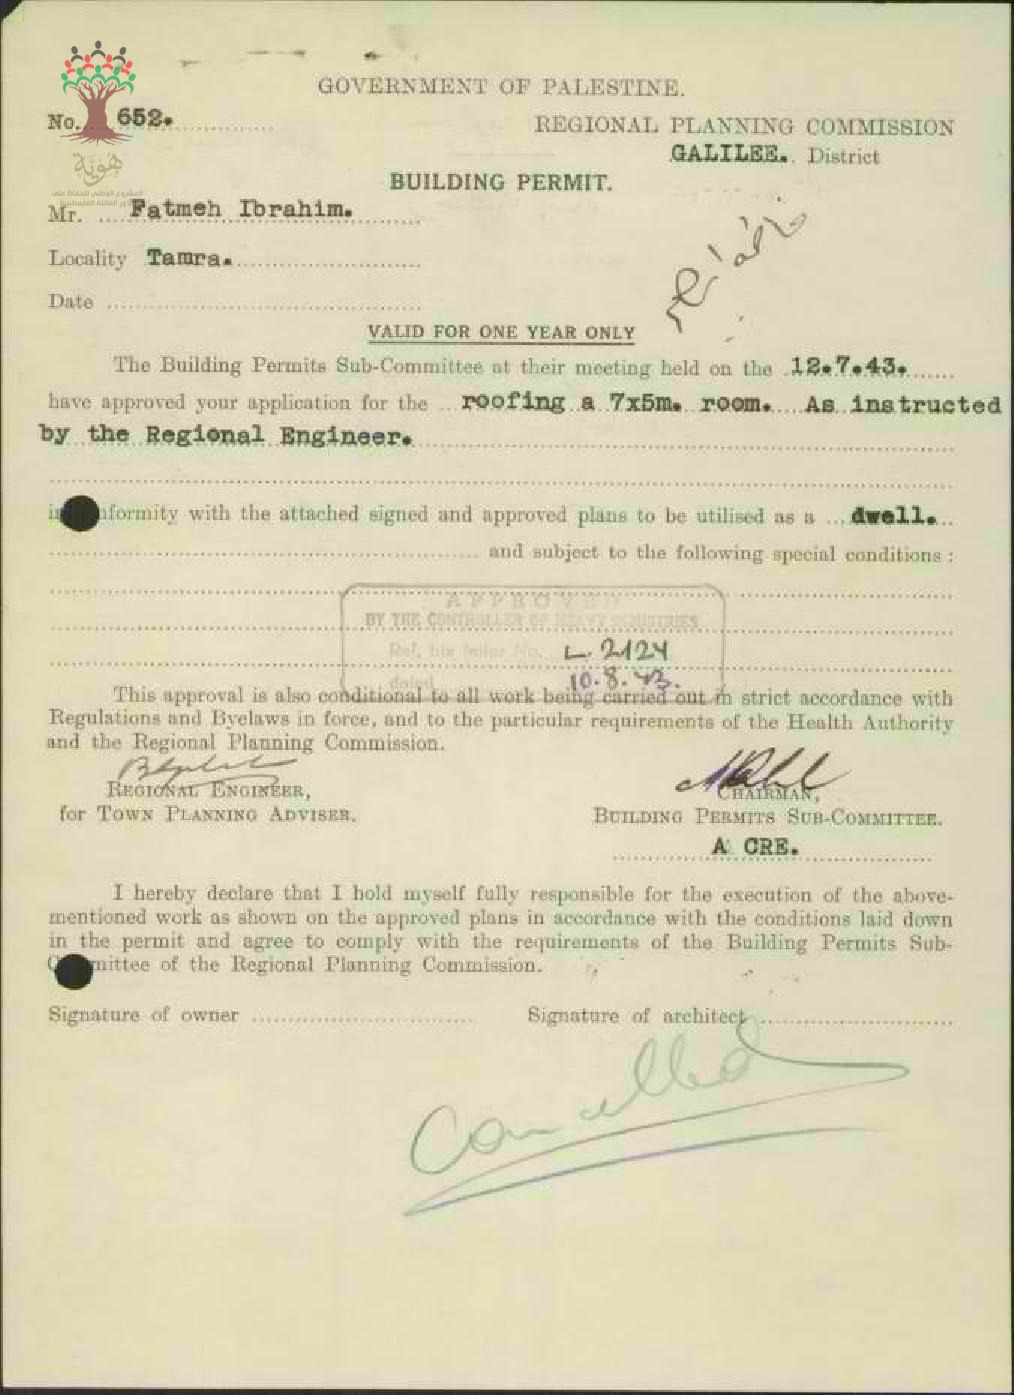 GOVERNMENT OF PALESTINE.
No. 652.
REGIONAL PLANNING COMMISSION
GALILEE. District
هوية
BUILDING PERMIT.
Mr. Fatmeh Ibrahim.
Locality Tamra.
Date
VALID FOR ONE YEAR ONLY
The Building Permits Sub-Committee at their meeting held on the 12.7.43.
have approved your application for the roofing a 7x5m. room. As instructed
by the Regional Engineer.
nformity with the attached signed and approved plans to be utilised as a dwell.
and subject to the following special conditions :
APPROVED
BY THE CONTROLLER OF HEAVY INDUSTRIES
Ref. his letter No. L. 2124
dated 10.8.43.
This approval is also conditional to all work being carried out in strict accordance with
Regulations and Byelaws in force, and to the particular requirements of the Health Authority
and the Regional Planning Commission.
REGIONAL ENGINEER,
for TOWN PLANNING ADVISER.
CHAIRMAN,
BUILDING PERMITS SUB-COMMITTEE.
A CRE.
I hereby declare that I hold myself fully responsible for the execution of the above-
mentioned work as shown on the approved plans in accordance with the conditions laid down
in the permit and agree to comply with the requirements of the Building Permits Sub-
mittee of the Regional Planning Commission.
Signature of owner
Signature of architect
Cancelled